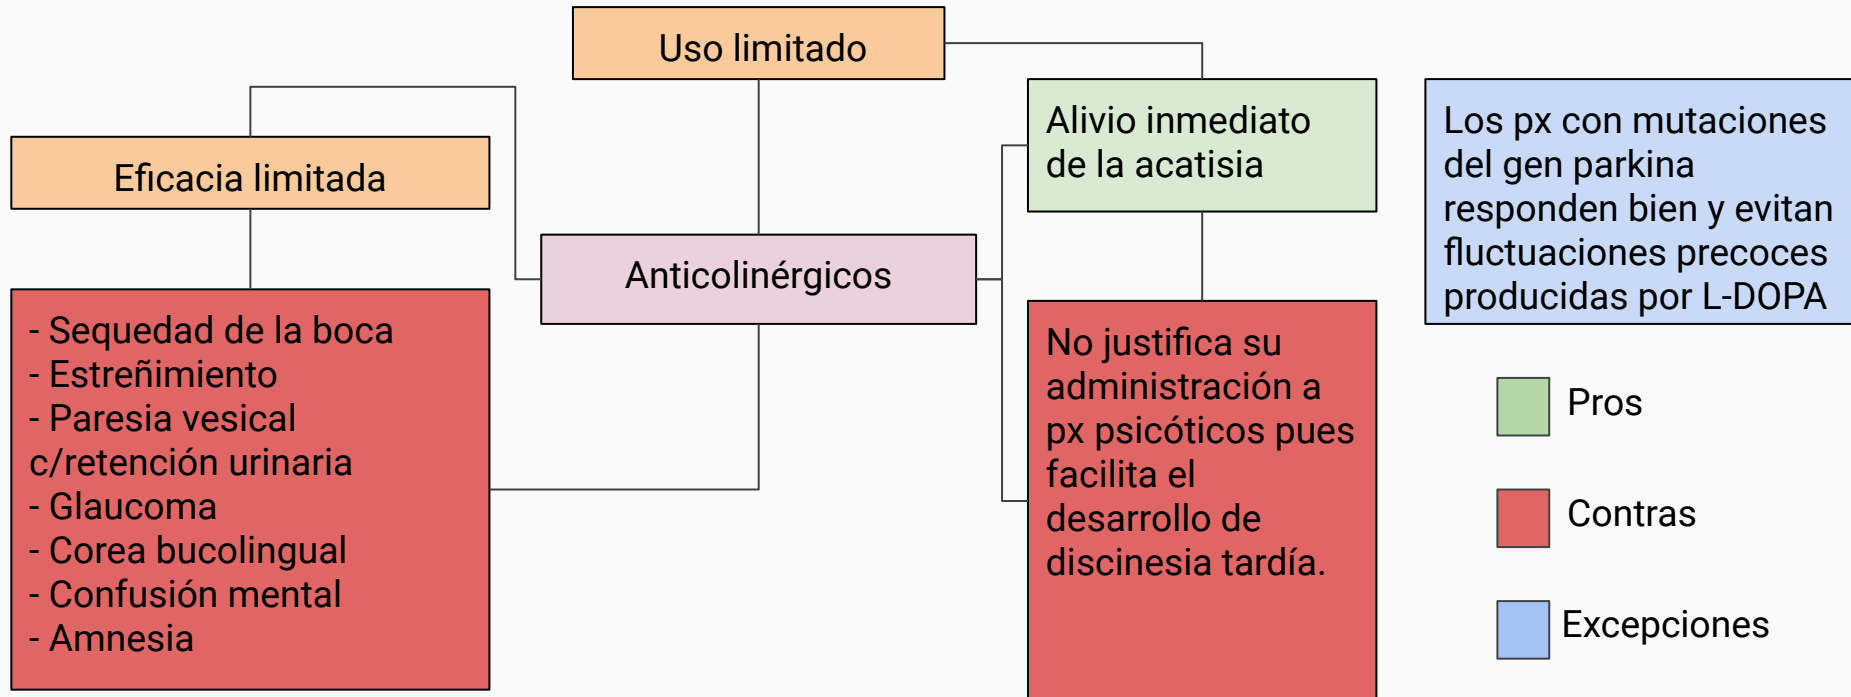 Uso limitado
Eficacia limitada
Anticolinérgicos
- Sequedad de la boca
- Estreñimiento
- Paresia vesical
c/retención urinaria
- Glaucoma
- Corea bucolingual
- Confusión mental
- Amnesia
Alivio inmediato
de la acatisia
No justifica su
administración a
px psicóticos pues
facilita el
desarrollo de
discinesia tardía.
Los px con mutaciones
del gen parkina
responden bien y evitan
fluctuaciones precoces
producidas por L-DOPA
Pros
Contras
Excepciones